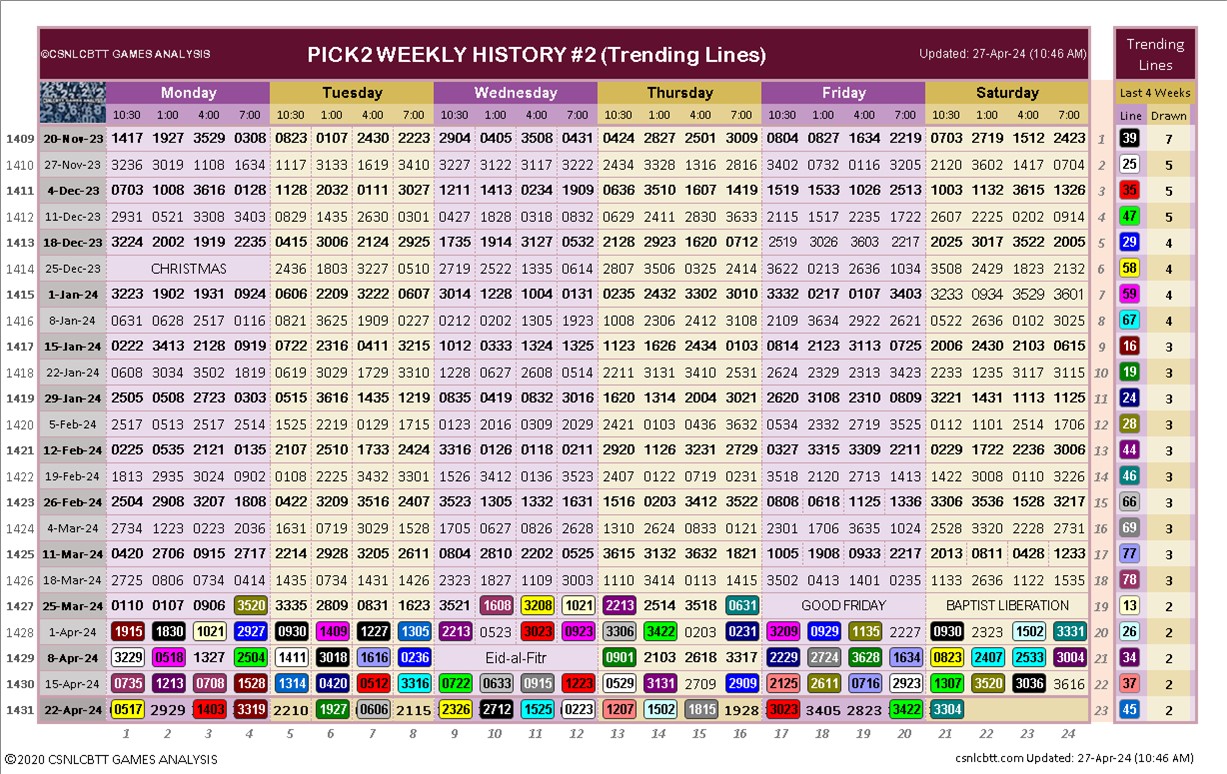 ©2020 CSNLCBTT GAMES ANALYSIS PICK2 WEEKLY HISTORY #2 (Trending Lines) Updated: 27-Apr-24 (10:46 AM) Trending Lines
Monday Tuesday Wednesday Thursday Friday Saturday Last 4 Weeks
10:30 1:00 4:00 7:00 10:30 1:00 4:00 7:00 10:30 1:00 4:00 7:00 10:30 1:00 4:00 7:00 10:30 1:00 4:00 7:00 10:30 1:00 4:00 7:00 Line Drawn
1409 20-Nov-23 1417 1927 3529 0308 0823 0107 2430 2223 2904 0405 3508 0431 0424 2827 2501 3009 0804 0827 1634 2219 0703 2719 1512 2423 1 39 7
1410 27-Nov-23 3236 3019 1108 1634 1117 3133 1619 3410 3227 3122 3117 3222 2434 3328 1316 2816 3402 0732 0116 3205 2120 3602 1417 0704 2 25 5
1411 4-Dec-23 0703 1008 3616 0128 1128 2032 0111 3027 1211 1413 0234 1909 0636 3510 1607 1419 1519 1533 1026 2513 1003 1132 3615 1326 3 35 5
1412 11-Dec-23 2931 0521 3308 3403 0829 1435 2630 0301 0427 1828 0318 0832 0629 2411 2830 3633 2115 1517 2235 1722 2607 2225 0202 0914 4 47 5
1413 18-Dec-23 3224 2002 1919 2235 0415 3006 2124 2925 1735 1914 3127 0532 2128 2923 1620 0712 2519 3026 3603 2217 2025 3017 3522 2005 5 29 4
1414 25-Dec-23 CHRISTMAS 2436 1803 3227 0516 2719 2522 1335 0614 2807 3506 0325 2414 3622 0213 2636 1034 3508 2429 1823 2132 6 58 4
1415 1-Jan-24 3223 1902 1931 0924 0606 2209 3222 0607 3014 1228 1004 0131 0235 2432 3302 3010 3332 0217 0107 3403 3233 0934 3529 3601 7 59 4
1416 8-Jan-24 0631 0628 2517 0116 0821 3625 1909 0227 0212 0202 1305 1923 1008 2306 2412 3108 2109 3634 2922 2621 0522 2636 0102 3025 8 67 4
1417 15-Jan-24 0222 3413 2128 0919 0722 2316 0411 3215 1012 0333 1324 1325 1123 1626 2434 0103 0814 2123 3113 0725 2006 2430 2103 0615 9 16 3
1418 22-Jan-24 0608 3034 3502 1819 0619 3029 1729 3110 1228 0627 2608 0514 2211 3131 3410 2531 2624 2329 2313 3423 2233 1235 3117 3115 10 19 3
1419 29-Jan-24 2505 0508 2723 0303 0515 3616 1435 1219 0835 0419 0832 3016 1620 1314 2004 3021 2620 3108 2310 0809 3221 1431 1113 1125 11 24 3
1420 5-Feb-24 2517 0513 2517 2514 1525 2219 0129 1713 0123 2016 0309 2029 2421 0103 0436 3632 0534 2332 2719 3525 0112 1101 2514 1706 12 28 3
1421 12-Feb-24 0225 0535 2121 0135 2107 2510 1733 2424 3316 0126 0118 0211 2920 1126 3231 2729 0327 3315 3309 2211 0229 1722 2236 3006 13 44 3
1422 19-Feb-24 1813 2935 3024 0902 0108 2225 3432 3307 1526 3412 0136 3523 2407 0122 0719 0231 3518 2120 2713 1413 1422 3008 0110 3226 14 46 3
1423 26-Feb-24 2504 2908 3207 1808 0422 3209 3516 2407 3523 1305 1332 1631 1516 0203 3412 3522 0808 0618 1125 1336 3306 3536 1528 3217 15 66 3
1424 4-Mar-24 2734 1223 0223 2036 1631 0719 3029 1528 1705 0627 0826 2628 1310 2624 0833 0121 2301 1706 3635 1024 2528 3320 2228 2731 16 69 3
1425 11-Mar-24 0420 2706 0915 2717 2214 2928 3205 2611 0804 2810 2202 0525 3615 3132 3632 1821 1005 1908 0933 2217 2013 0811 0428 1233 17 77 3
1426 18-Mar-24 2725 0806 0734 0414 1435 0734 1431 1426 2323 1827 1109 3003 1110 3414 0113 1415 3502 0413 1401 0235 1133 2636 1122 1535 18 78 3
1427 25-Mar-24 0110 0107 0906 3520 3335 2809 0831 1623 3521 1608 3208 1021 2213 2514 3518 0631 GOOD FRIDAY BAPTIST LIBERATION 19 13 2
1428 1-Apr-24 1915 1830 1021 2927 0930 1409 1227 1305 2213 0523 3023 0923 3306 3422 0203 0231 3209 0929 1135 2227 0930 2323 1502 3331 20 26 2
1429 8-Apr-24 3229 0518 1327 2504 1411 3018 1616 0236 Eid-al-Fitr 0901 2103 2618 3317 2229 2724 3628 1634 0823 2407 2533 3004 21 34 2
1430 15-Apr-24 0735 1213 0708 1528 1314 0420 0512 3316 0722 0633 0915 1223 0529 3131 2709 2909 2125 2611 0716 2923 1307 3520 3036 3616 22 37 2
1431 22-Apr-24 0517 2929 1403 3319 2210 1927 0606 2115 2326 2712 1525 0223 1207 1502 1815 1928 3023 3405 2823 3422 3304 23 45 2
1 2 3 4 5 6 7 8 9 10 11 12 13 14 15 16 17 18 19 20 21 22 23 24
©2020 CSNLCBTT GAMES ANALYSIS csnlcbtt.com Updated: 27-Apr-24 (10:46 AM)